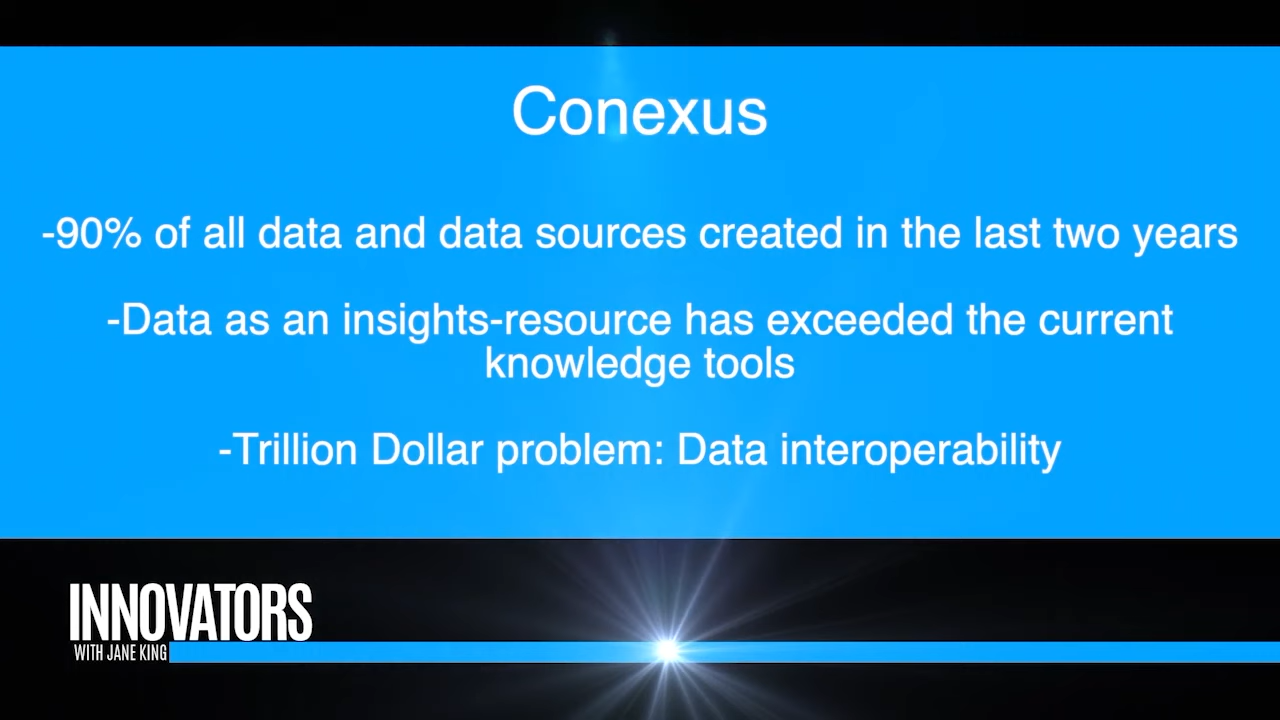 Conexus
-90% of all data and data sources created in the last two years
-Data as an insights-resource has exceeded the current
knowledge tools
-Trillion Dollar problem: Data interoperability
INNOVATORS
WITH JANE KING